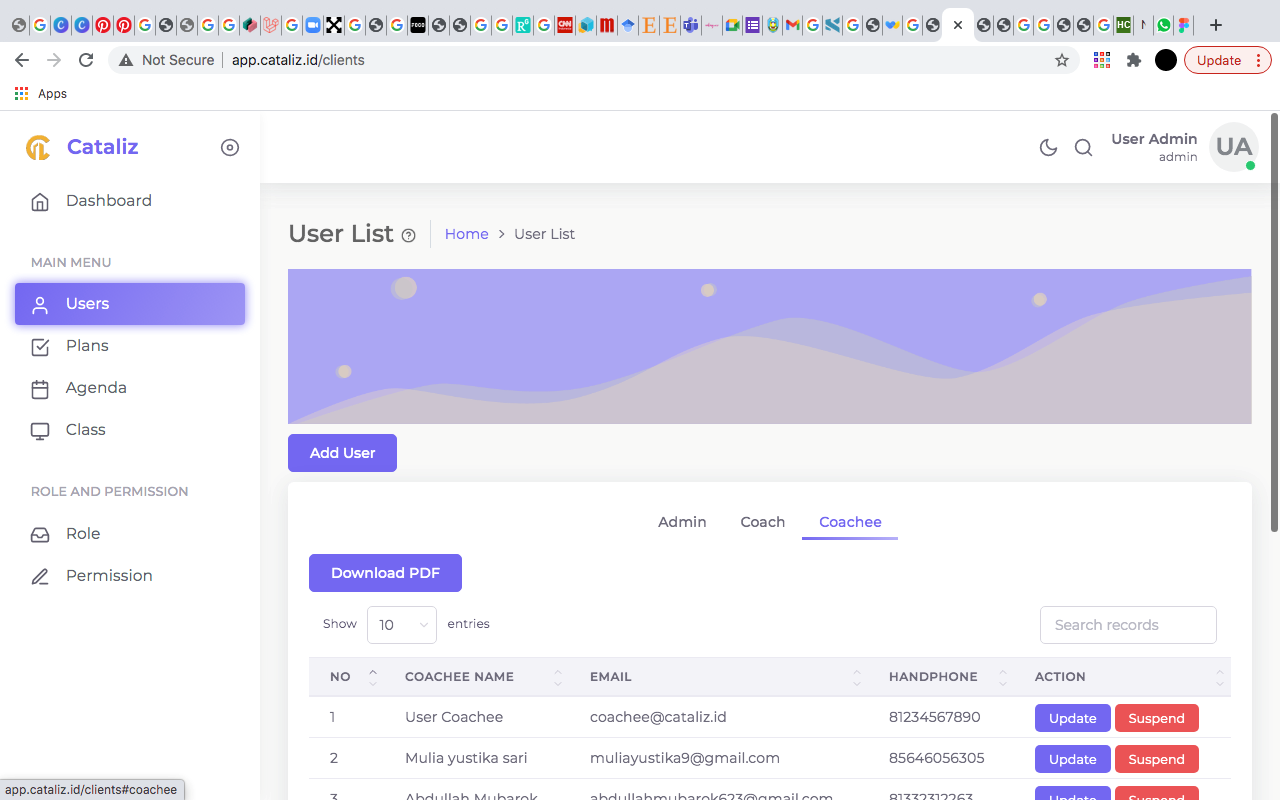 Not Secure
app.cataliz.id/clients
Update
Apps
Cataliz
User Admin
admin
UA
Dashboard
User List
Home > User List
MAIN MENU
Users
Plans
Agenda
Class
Add User
ROLE AND PERMISSION
Role
Permission
Admin Coach Coachee
Download PDF
Show 10 entries
Search records
NO COACHEE NAME EMAIL HANDPHONE ACTION
1 User Coachee coachee@cataliz.id 81234567890 Update Suspend
2 Mulia yustika sari muliayustika9@gmail.com 85646056305 Update Suspend
3 Abdullah Mubarok abdullahmubarok623@gmail.com 81332312263 Update Suspend
app.cataliz.id/clients#coachee